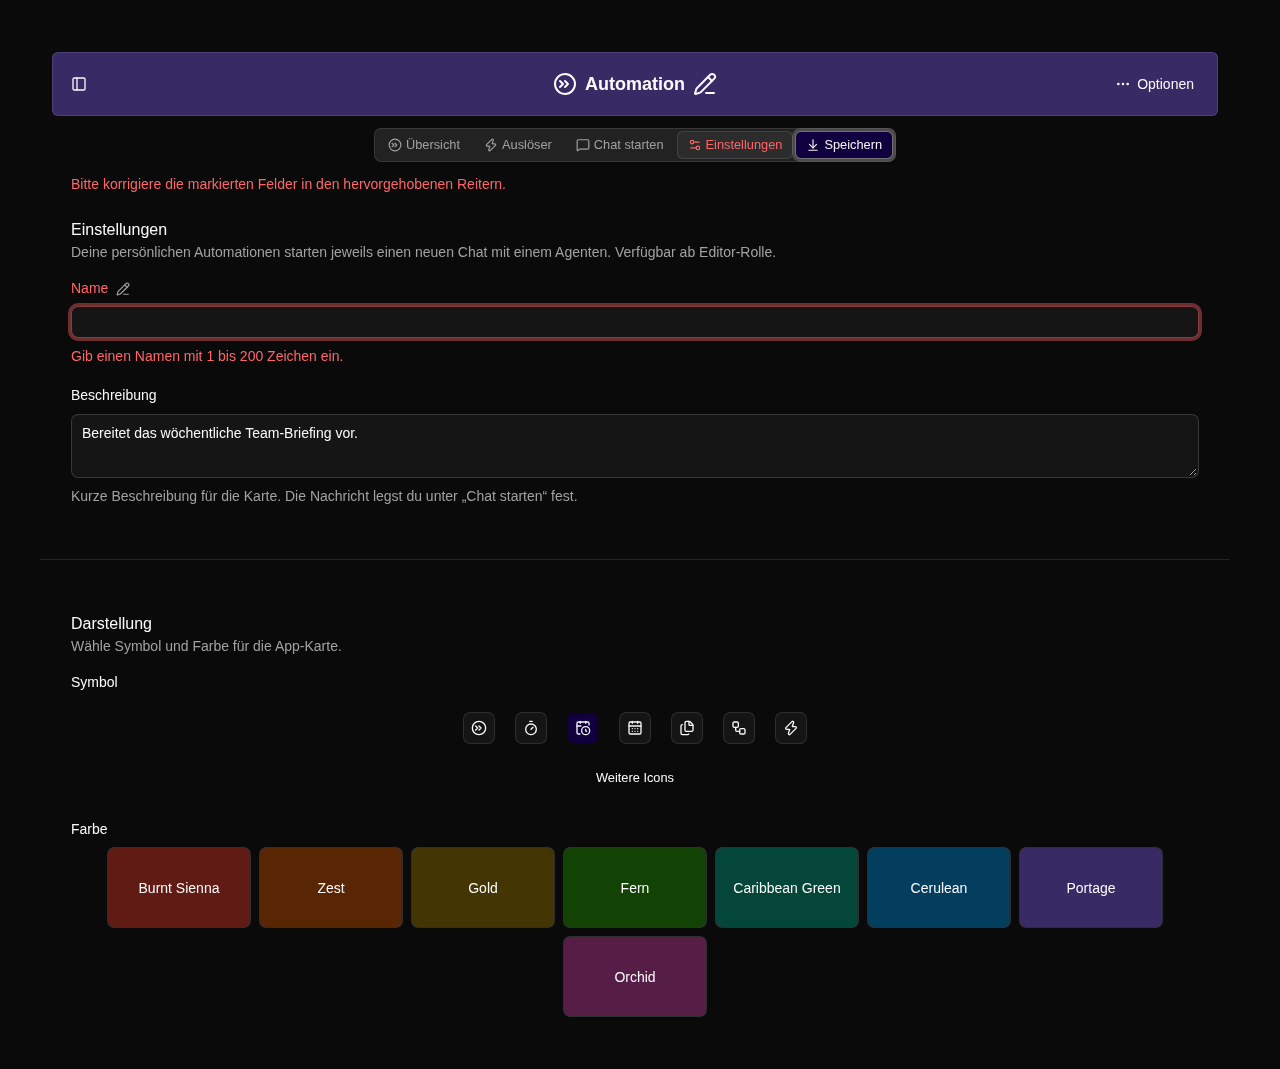 Automation
Optionen
Übersicht
Auslöser
Chat starten
Einstellungen
Speichern
Bitte korrigiere die markierten Felder in den hervorgehobenen Reitern.
Einstellungen
Deine persönlichen Automationen starten jeweils einen neuen Chat mit einem Agenten. Verfügbar ab Editor-Rolle.
Name
Gib einen Namen mit 1 bis 200 Zeichen ein.
Beschreibung
Bereitet das wöchentliche Team-Briefing vor.
Kurze Beschreibung für die Karte. Die Nachricht legst du unter „Chat starten“ fest.
Darstellung
Wähle Symbol und Farbe für die App-Karte.
Symbol
Weitere Icons
Farbe
Burnt Sienna
Zest
Gold
Fern
Caribbean Green
Cerulean
Portage
Orchid